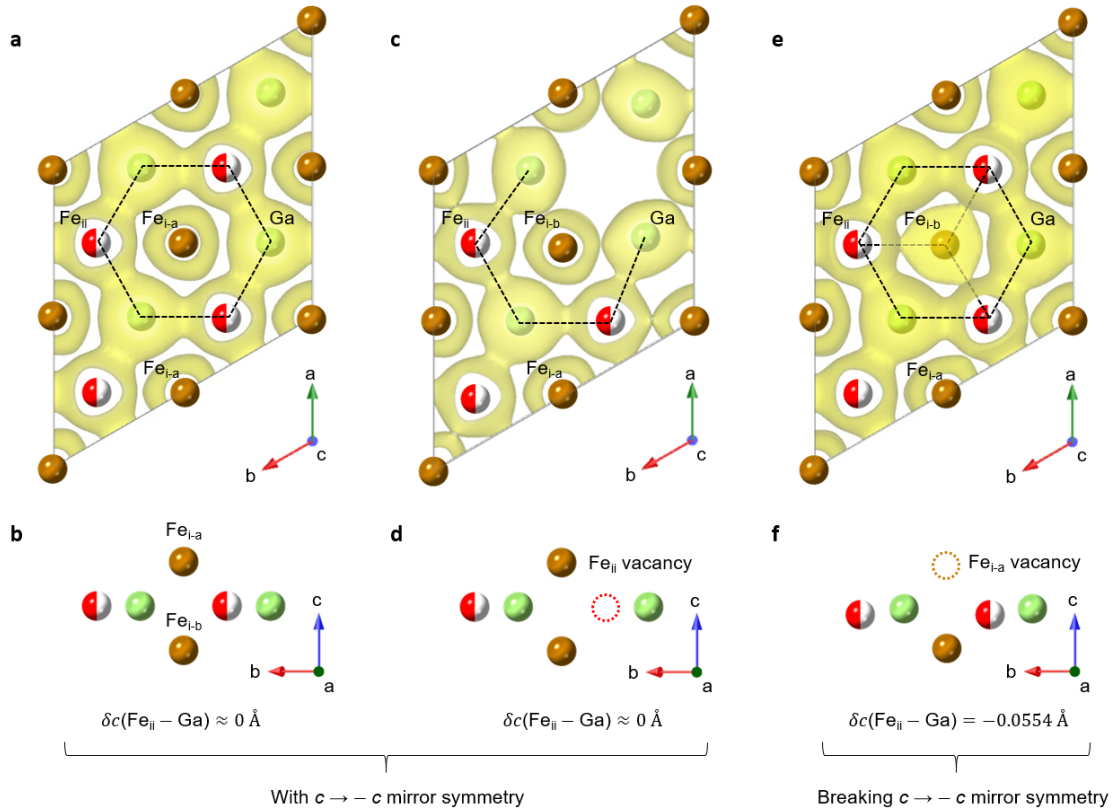 a
c
e
Fe_ii
Fe_i-a
Ga
Fe_ii
Fe_i-b
Ga
Fe_ii
Fe_i-b
Ga
Fe_i-a
Fe_i-a
Fe_i-a
a
b
c
a
b
c
a
b
c
b
d
f
Fe_i-a
Fe_i-b
c
b
a
Fe_ii vacancy
c
b
a
Fe_i-a vacancy
c
b
a
δc(Fe_ii − Ga) ≈ 0 Å
δc(Fe_ii − Ga) ≈ 0 Å
δc(Fe_ii − Ga) = −0.0554 Å
With c → − c mirror symmetry
Breaking c → − c mirror symmetry